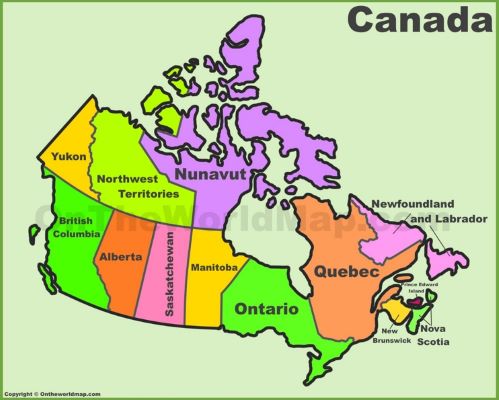 Canada
Yukon
Northwest
Territories
Nunavut
British
Columbia
Alberta
Saskatchewan
Manitoba
Ontario
Quebec
Newfoundland
and Labrador
Prince Edward
Island
New
Brunswick
Nova
Scotia
OnTheWorldMap.com
Copyright © Ontheworldmap.com